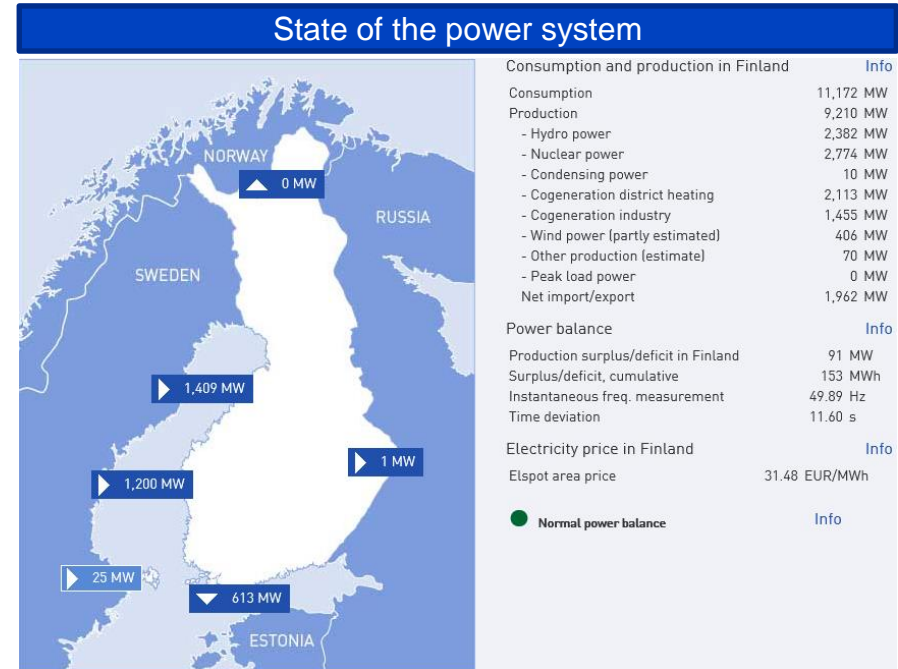 State of the power system
NORWAY
0 MW
RUSSIA
SWEDEN
1,409 MW
1 MW
1,200 MW
25 MW
613 MW
ESTONIA
Consumption and production in Finland Info
Consumption 11,172 MW
Production 9,210 MW
- Hydro power 2,382 MW
- Nuclear power 2,774 MW
- Condensing power 10 MW
- Cogeneration district heating 2,113 MW
- Cogeneration industry 1,455 MW
- Wind power (partly estimated) 406 MW
- Other production (estimate) 70 MW
- Peak load power 0 MW
Net import/export 1,962 MW
Power balance Info
Production surplus/deficit in Finland 91 MW
Surplus/deficit, cumulative 153 MWh
Instantaneous freq. measurement 49.89 Hz
Time deviation 11.60 s
Electricity price in Finland Info
Elspot area price 31.48 EUR/MWh
Normal power balance Info